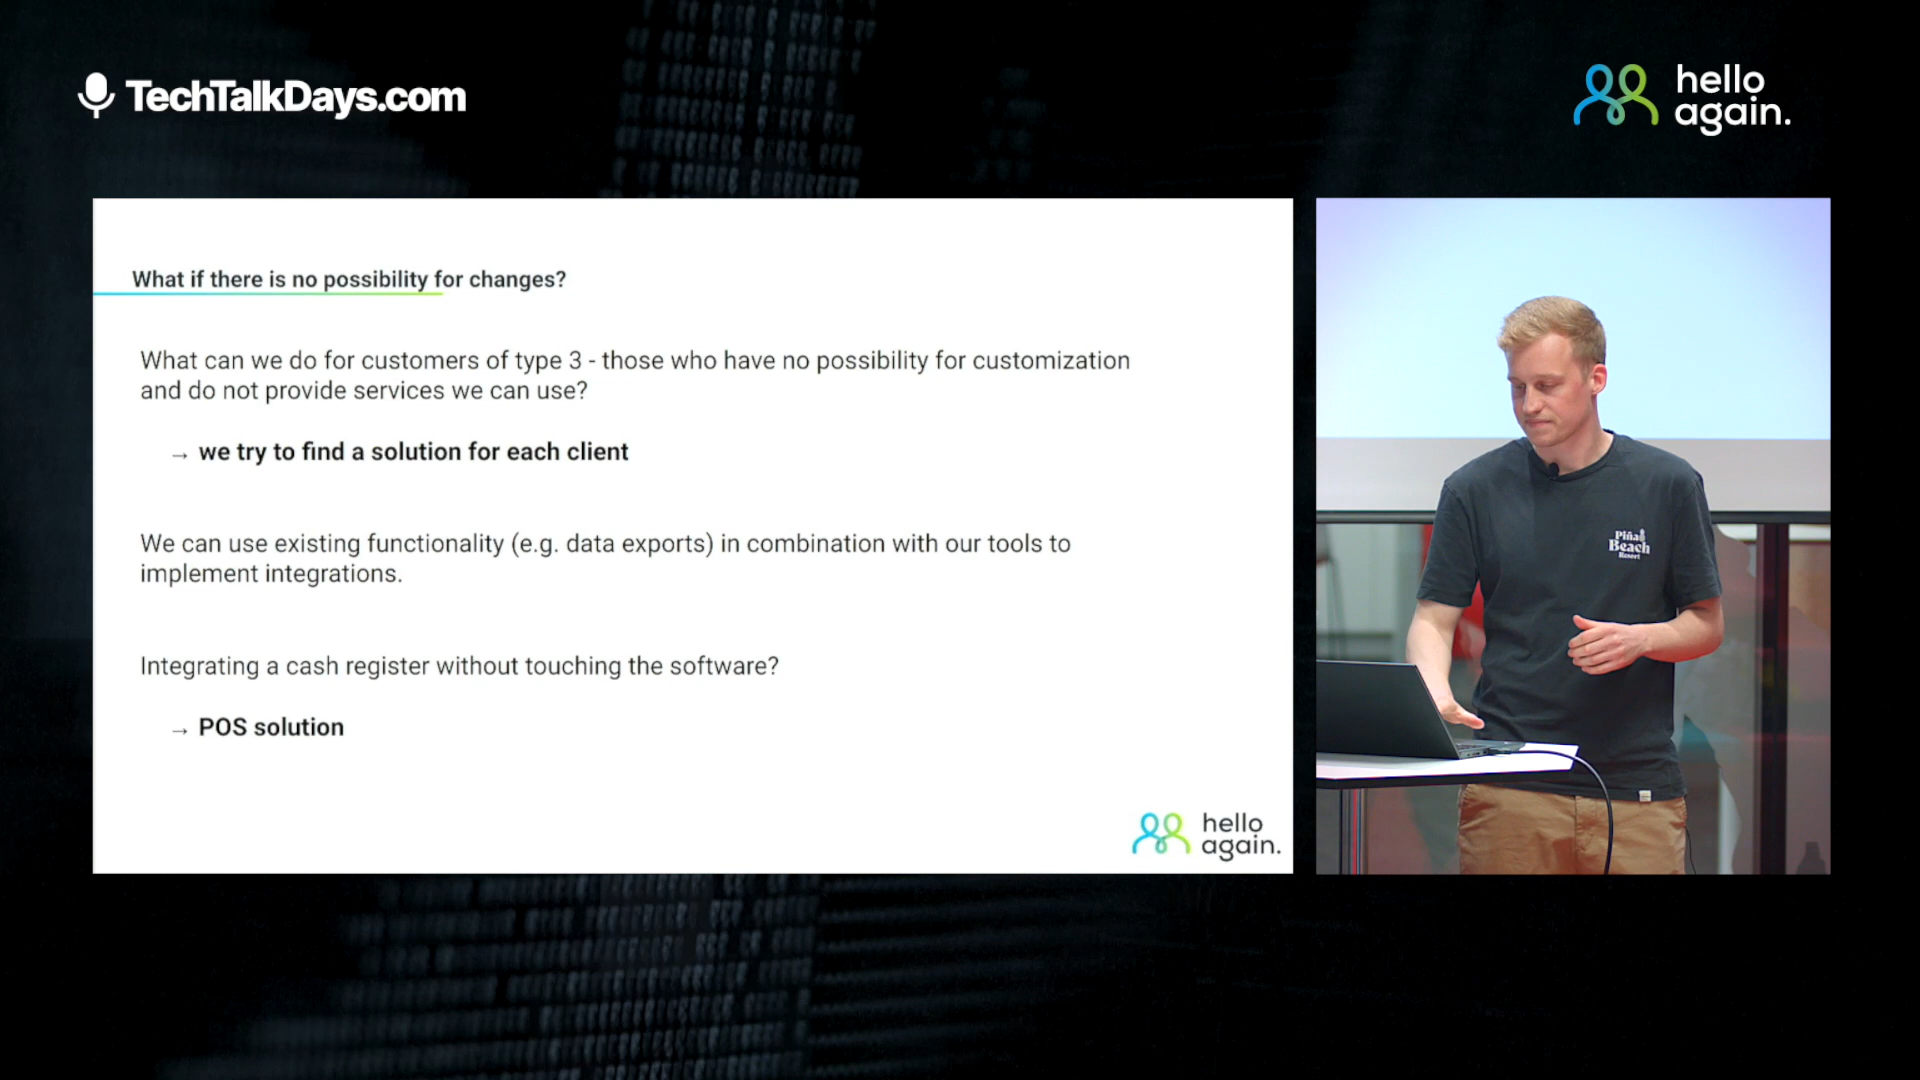 TechTalkDays.com
hello
again.
What if there is no possibility for changes?
What can we do for customers of type 3 - those who have no possibility for customization
and do not provide services we can use?
→ we try to find a solution for each client
We can use existing functionality (e.g. data exports) in combination with our tools to
implement integrations.
Integrating a cash register without touching the software?
→ POS solution
hello
again.
Piña
Beach
Resort